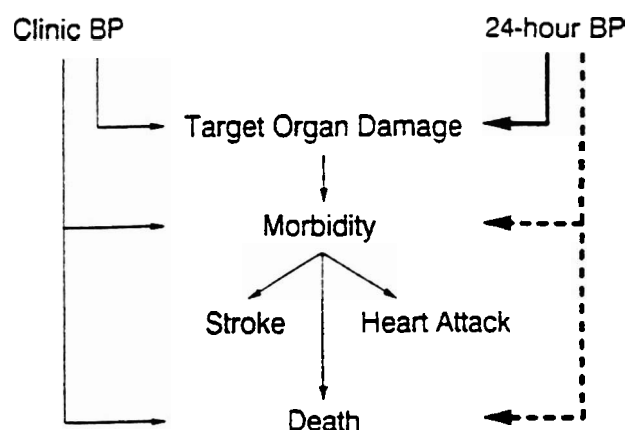 Clinic BP
24-hour BP
Target Organ Damage
Morbidity
Stroke
Heart Attack
Death